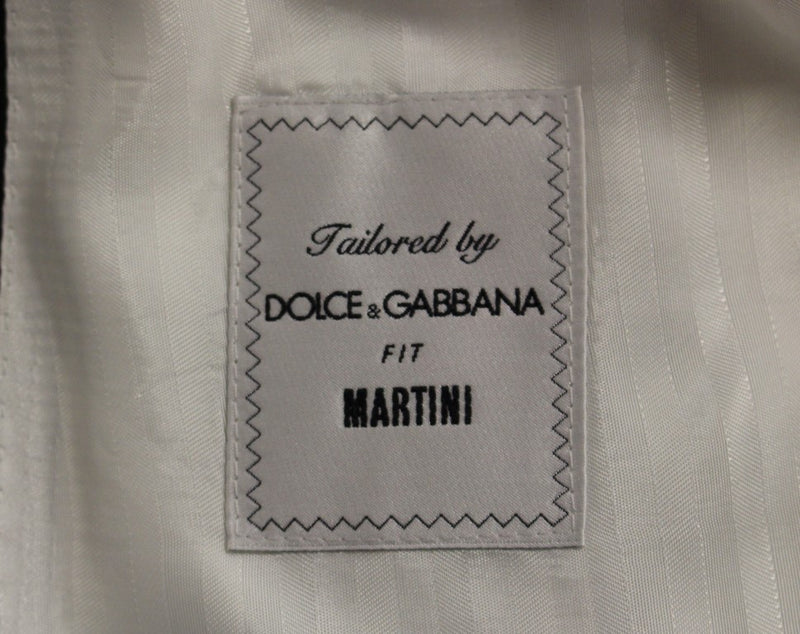 Tailored by
DOLCE & GABBANA
FIT
MARTINI